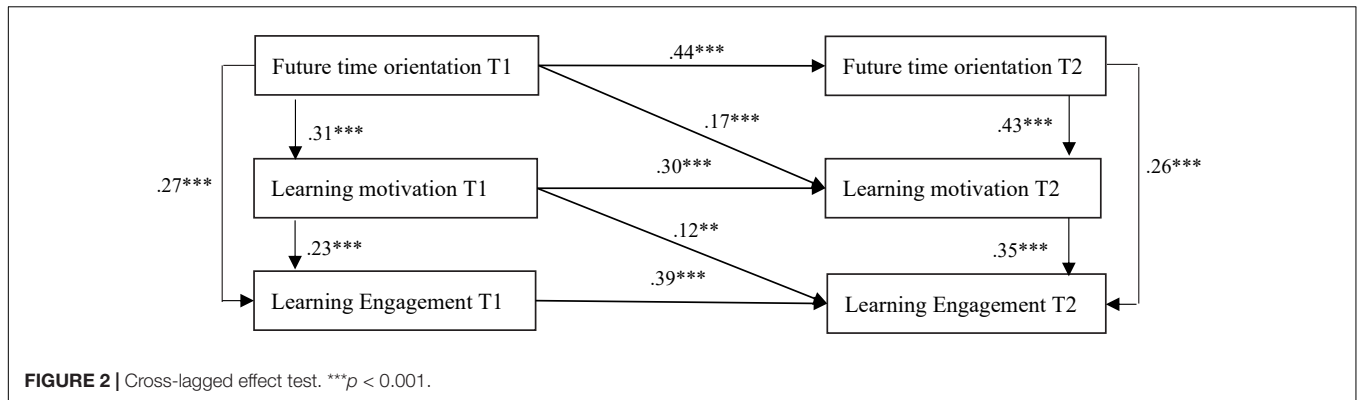 Future time orientation T1
.44***
Future time orientation T2
.17***
.31***
.43***
.27***
.30***
.26***
Learning motivation T1
Learning motivation T2
.12**
.23***
.35***
.39***
Learning Engagement T1
Learning Engagement T2
FIGURE 2 | Cross-lagged effect test. ***p < 0.001.